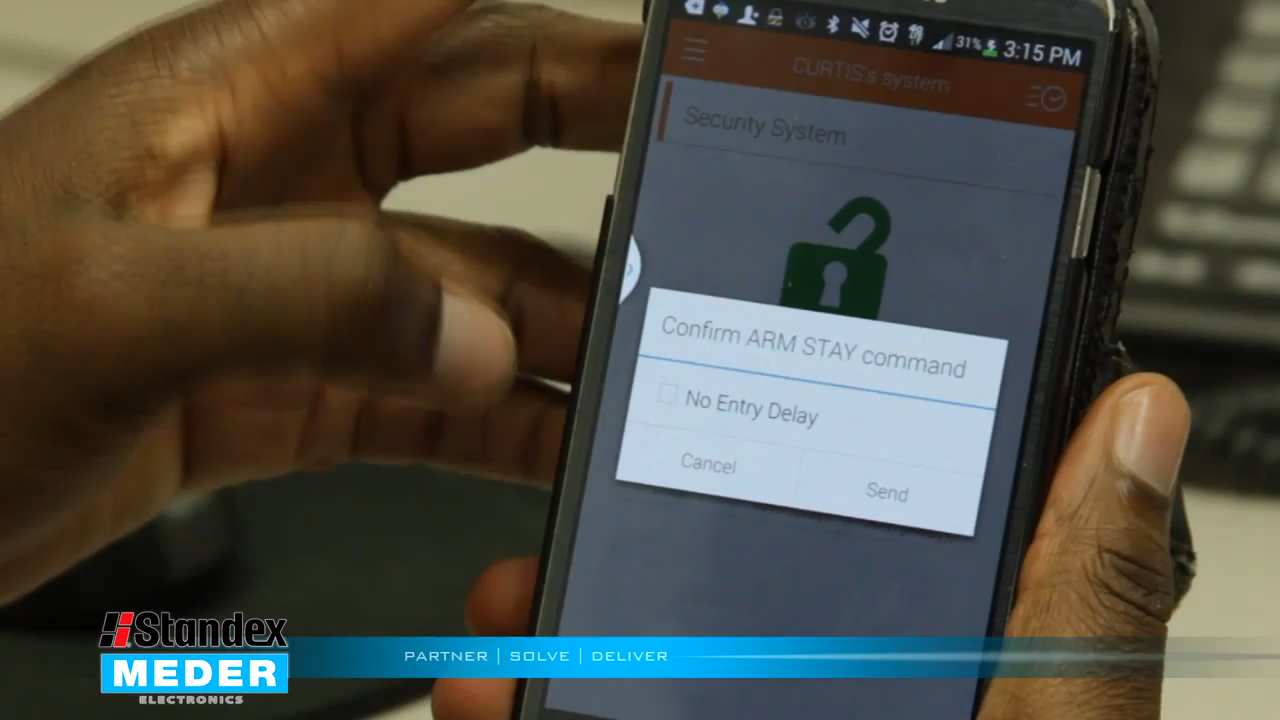 31% 3:15 PM
CURTIS's system
Security System
Confirm ARM STAY command
No Entry Delay
Cancel
Send
Standex
MEDER
ELECTRONICS
PARTNER | SOLVE | DELIVER